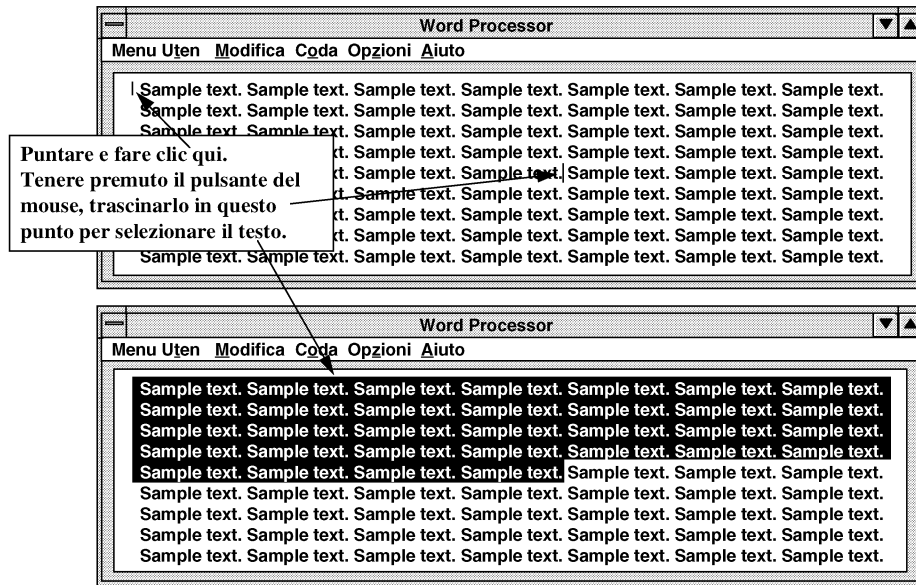 Word Processor
Menu Uten Modifica Coda Opzioni Aiuto
Sample text. Sample text. Sample text. Sample text. Sample text. Sample text. Sample text.
Sample text. Sample text. Sample text. Sample text. Sample text. Sample text. Sample text.
Sample text. Sample text. Sample text. Sample text. Sample text. Sample text. Sample text.
t. Sample text. Sample text. Sample text. Sample text. Sample text.
t. Sample text. Sample text. Sample text. Sample text. Sample text.
t. Sample text. Sample text. Sample text. Sample text. Sample text.
t. Sample text. Sample text. Sample text. Sample text. Sample text.
t. Sample text. Sample text. Sample text. Sample text. Sample text.
Sample text. Sample text. Sample text. Sample text. Sample text. Sample text. Sample text.
Puntare e fare clic qui.
Tenere premuto il pulsante del
mouse, trascinarlo in questo
punto per selezionare il testo.
Word Processor
Menu Uten Modifica Coda Opzioni Aiuto
Sample text. Sample text. Sample text. Sample text. Sample text. Sample text. Sample text.
Sample text. Sample text. Sample text. Sample text. Sample text. Sample text. Sample text.
Sample text. Sample text. Sample text. Sample text. Sample text. Sample text. Sample text.
Sample text. Sample text. Sample text. Sample text. Sample text. Sample text. Sample text.
Sample text. Sample text. Sample text. Sample text. Sample text. Sample text. Sample text.
Sample text. Sample text. Sample text. Sample text. Sample text. Sample text. Sample text.
Sample text. Sample text. Sample text. Sample text. Sample text. Sample text. Sample text.
Sample text. Sample text. Sample text. Sample text. Sample text. Sample text. Sample text.
Sample text. Sample text. Sample text. Sample text. Sample text. Sample text. Sample text.